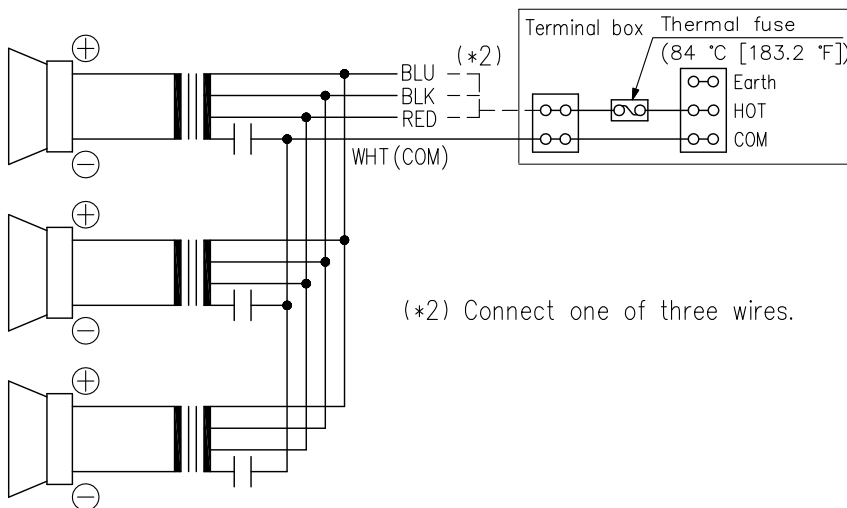 Terminal box
Thermal fuse
(84 °C [183.2 °F])
+
BLU
(*2)
BLK
RED
Earth
HOT
COM
−
WHT (COM)
+
−
(*2) Connect one of three wires.
+
−